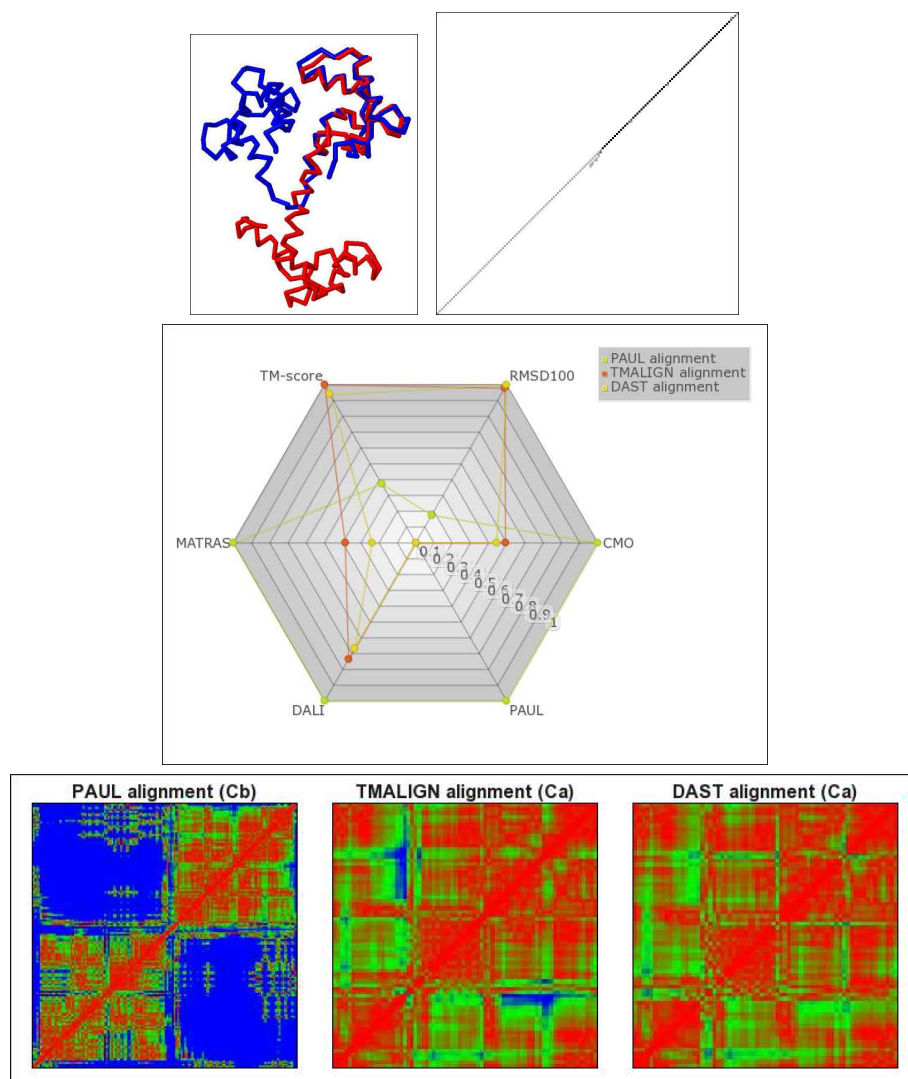 PAUL alignment
TMALIGN alignment
DAST alignment
TM-score
RMSD100
MATRAS
CMO
0.1
0.2
0.3
0.4
0.5
0.6
0.7
0.8
0.9
1
DALI
PAUL
PAUL alignment (Cb)
TMALIGN alignment (Ca)
DAST alignment (Ca)